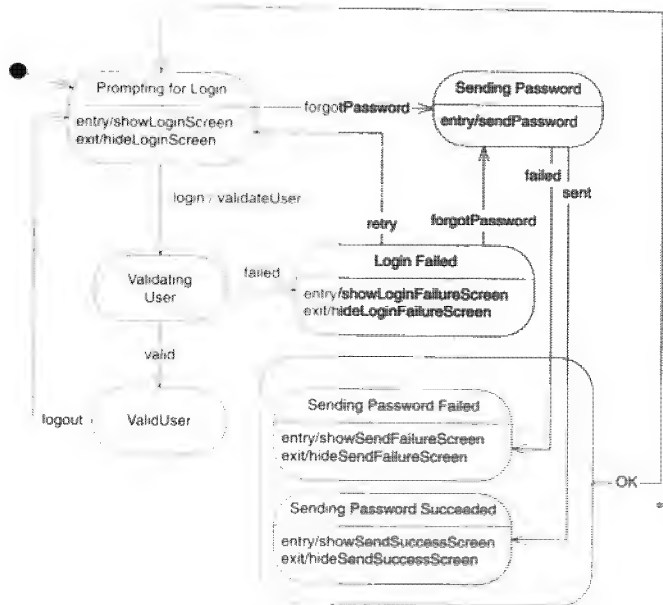 Prompting for Login
entry/showLoginScreen
exit/hideLoginScreen
forgotPassword
Sending Password
entry/sendPassword
failed
sent
login / validateUser
retry
forgotPassword
Login Failed
entry/showLoginFailureScreen
exit/hideLoginFailureScreen
Validating
User
failed
valid
ValidUser
logout
Sending Password Failed
entry/showSendFailureScreen
exit/hideSendFailureScreen
OK
Sending Password Succeeded
entry/showSendSuccessScreen
exit/hideSendSuccessScreen